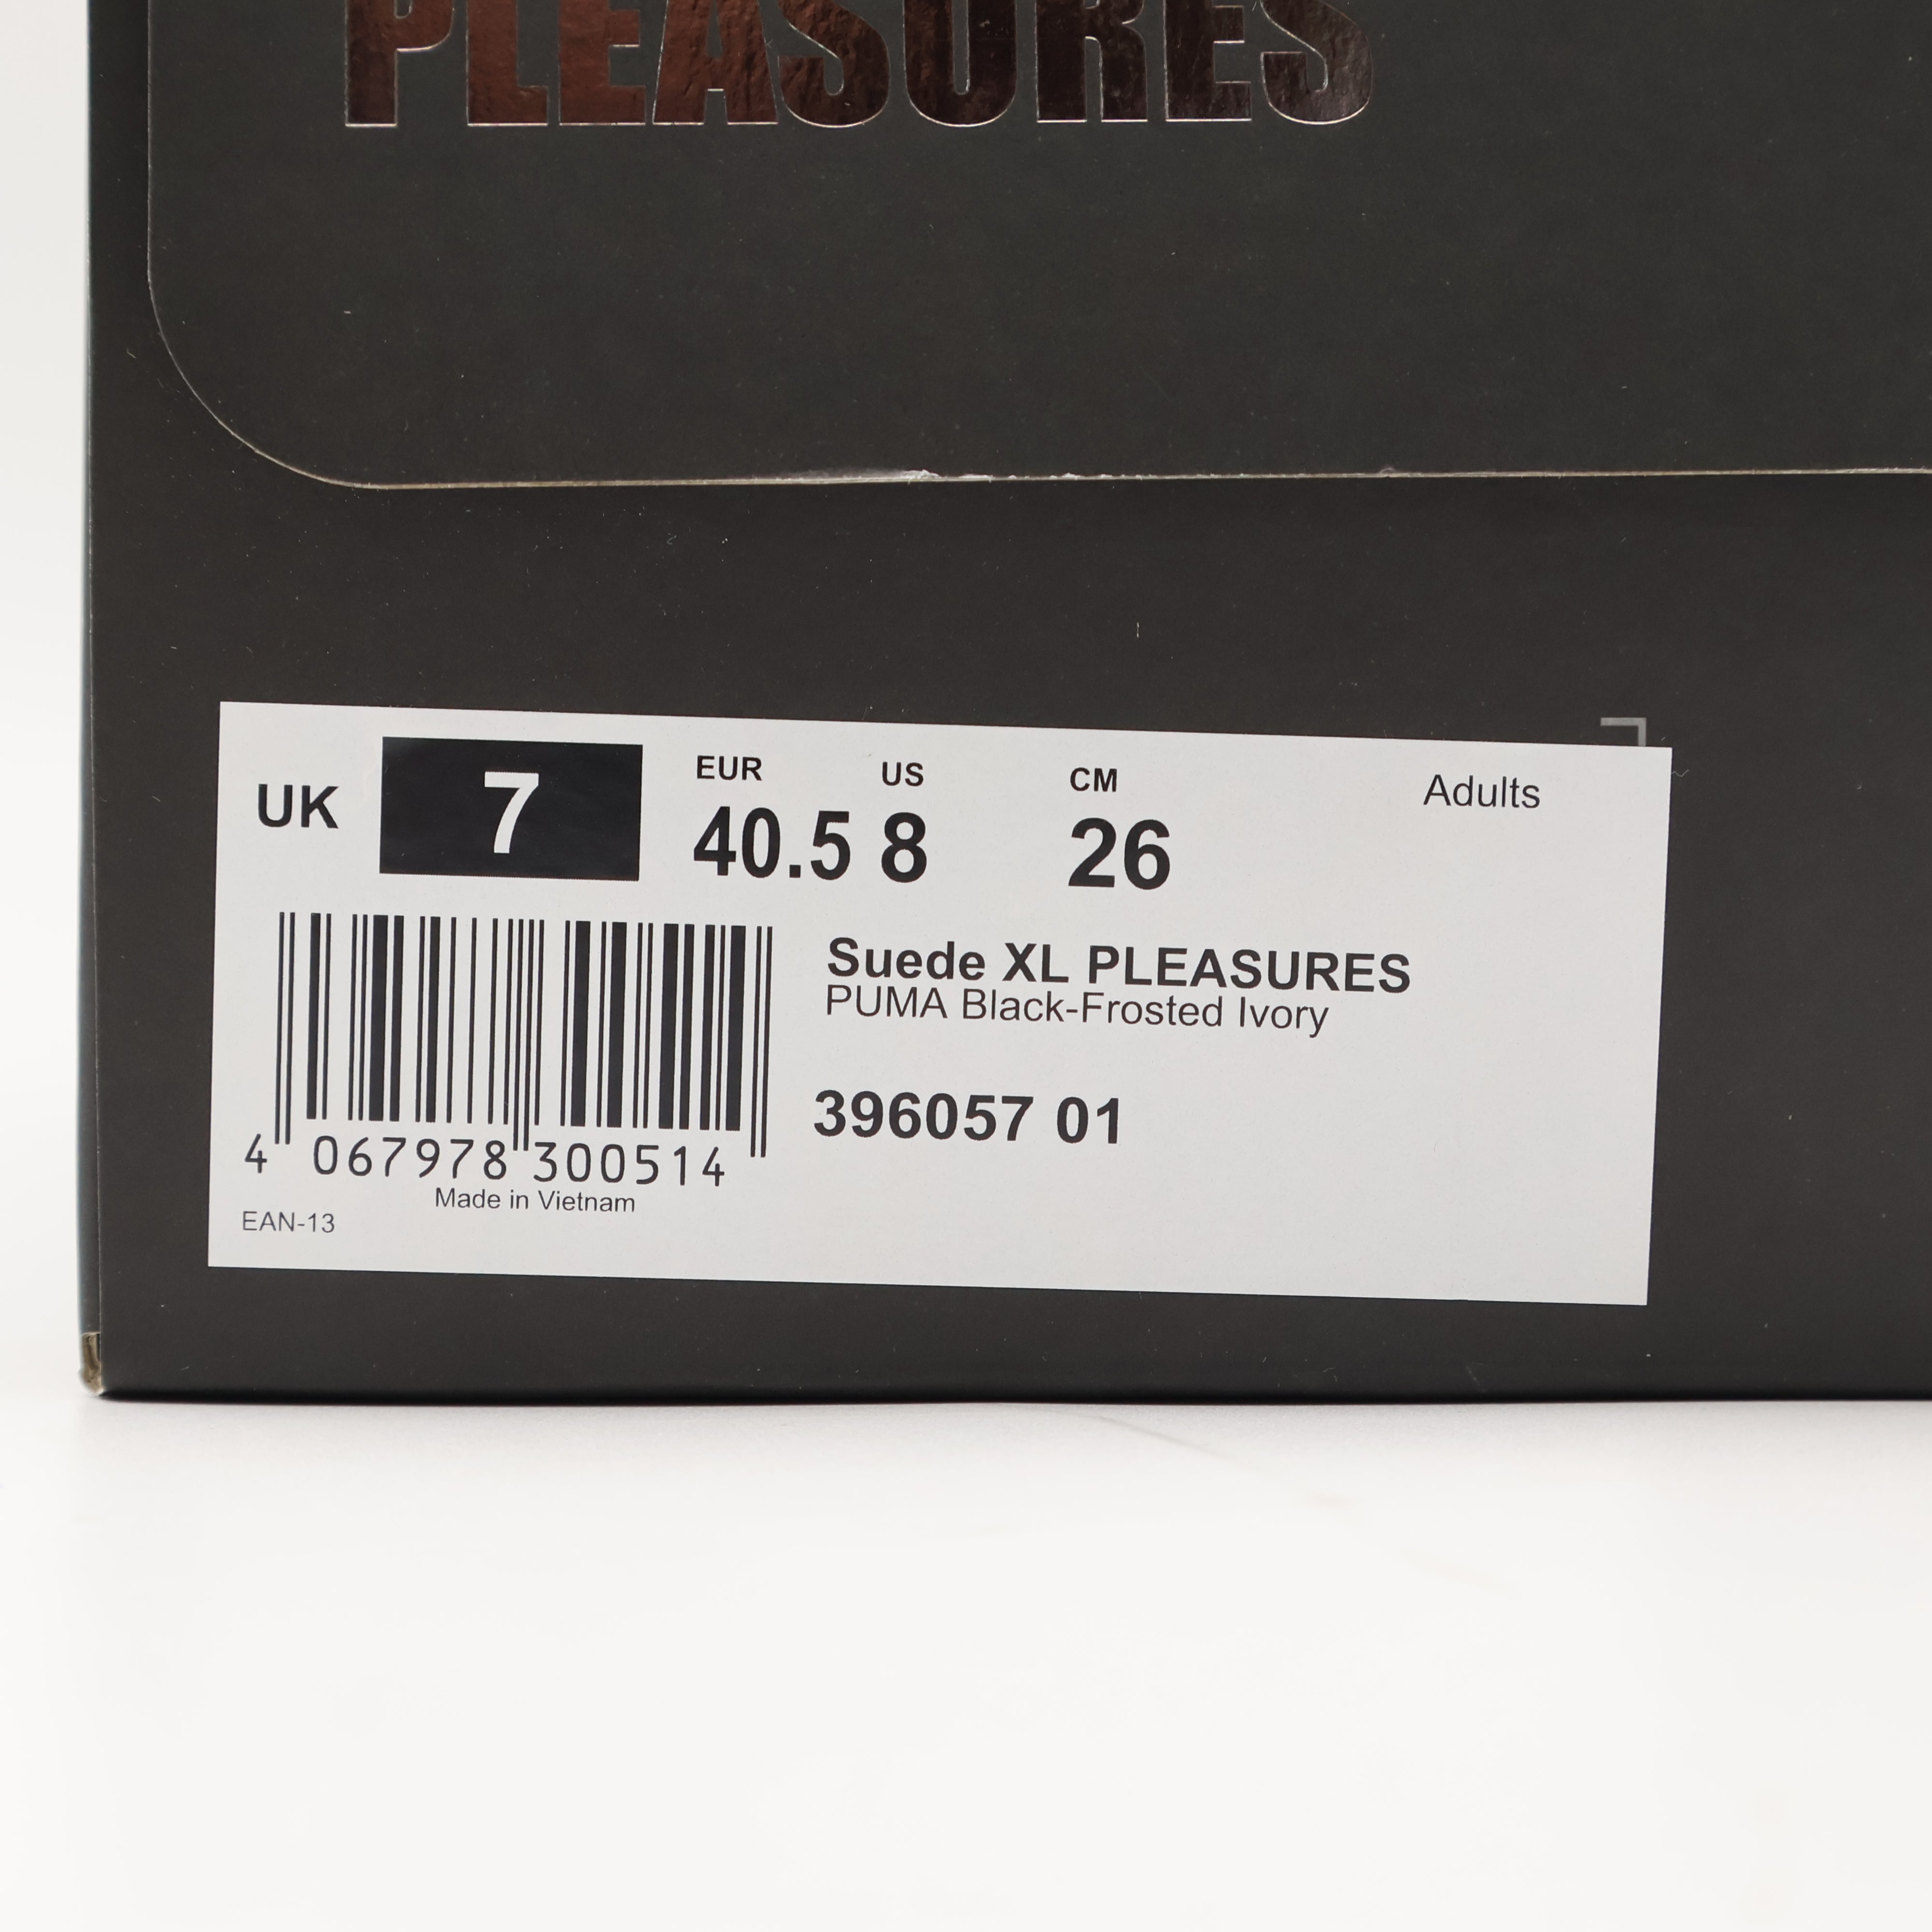 PLEASURES
UK 7
EUR US CM Adults
40.5 8 26
Suede XL PLEASURES
PUMA Black-Frosted Ivory
396057 01
4 067978 300514
Made in Vietnam
EAN-13